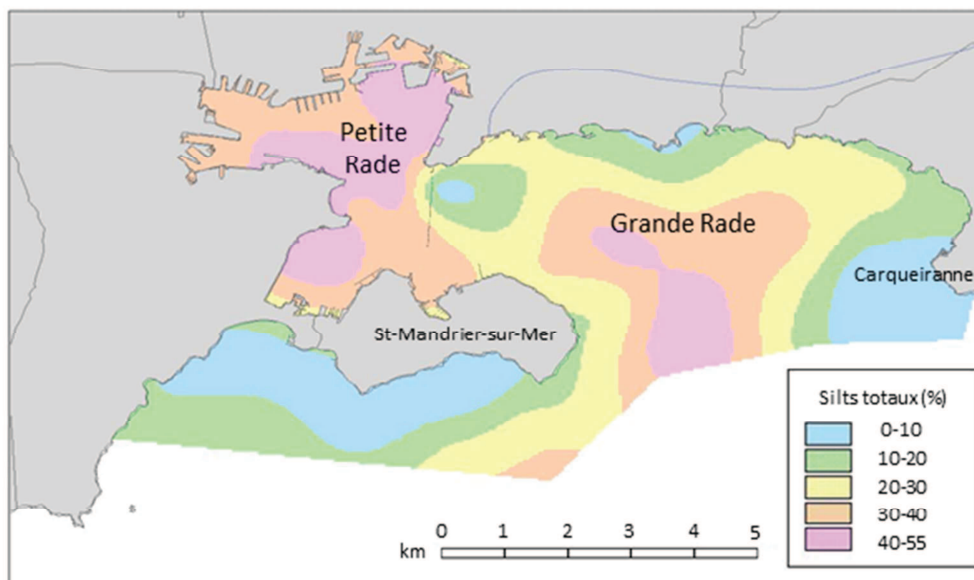 Petite
Rade
Grande Rade
Carqueiranne
St-Mandrier-sur-Mer
Silts totaux (%)
0-10
10-20
20-30
30-40
40-55
0 1 2 3 4 5
km